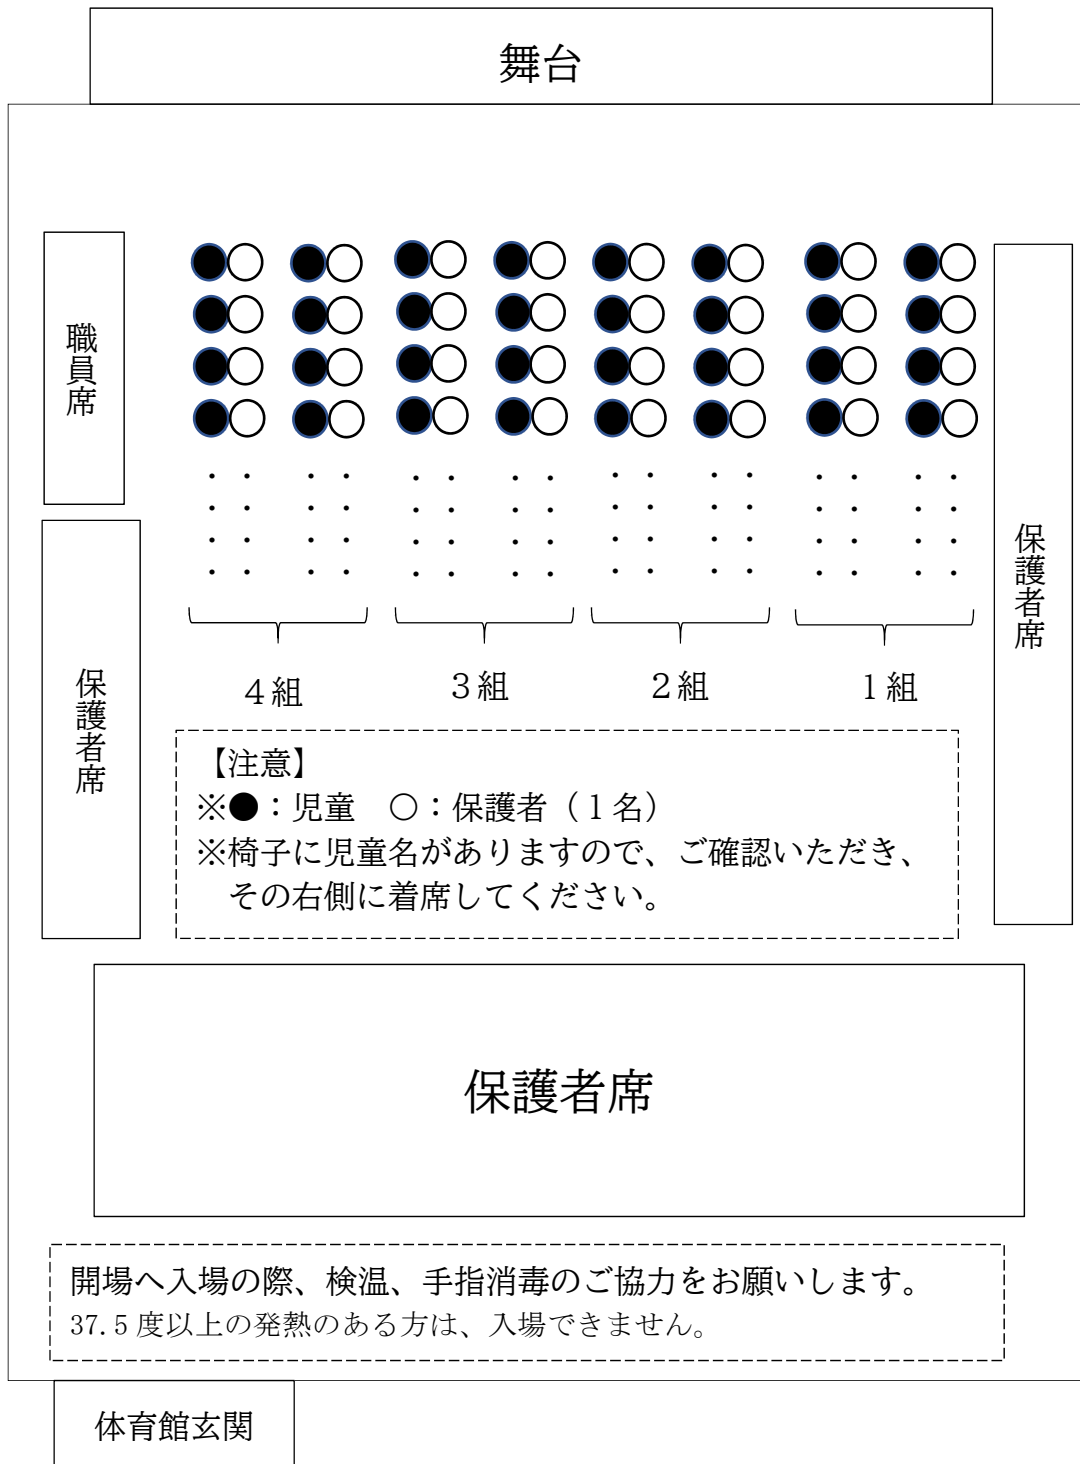 舞台
職員席
保護者席
保護者席
４組
３組
２組
１組
【注意】
※●：児童　○：保護者（１名）
※椅子に児童名がありますので、ご確認いただき、
その右側に着席してください。
保護者席
開場へ入場の際、検温、手指消毒のご協力をお願いします。
37.5度以上の発熱のある方は、入場できません。
体育館玄関